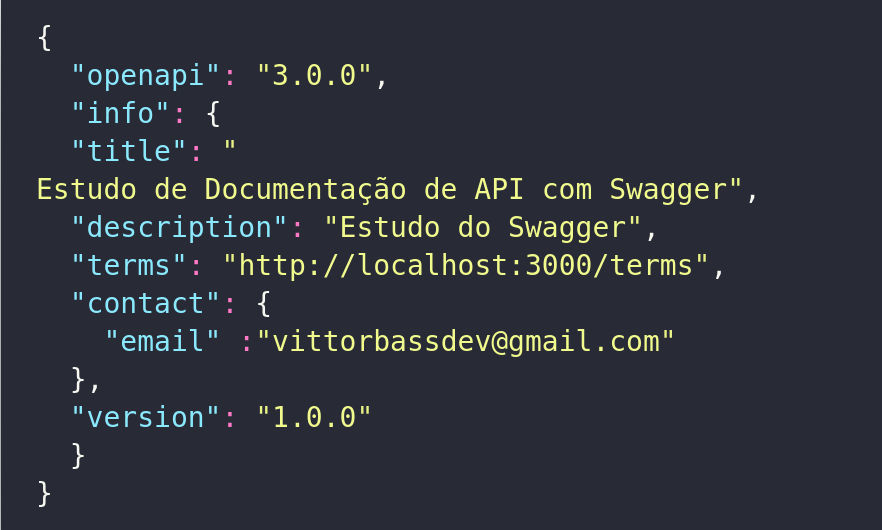 {
  "openapi": "3.0.0",
  "info": {
  "title": "
Estudo de Documentação de API com Swagger",
  "description": "Estudo do Swagger",
  "terms": "http://localhost:3000/terms",
  "contact": {
    "email" :"vittorbassdev@gmail.com"
  },
  "version": "1.0.0"
  }
}